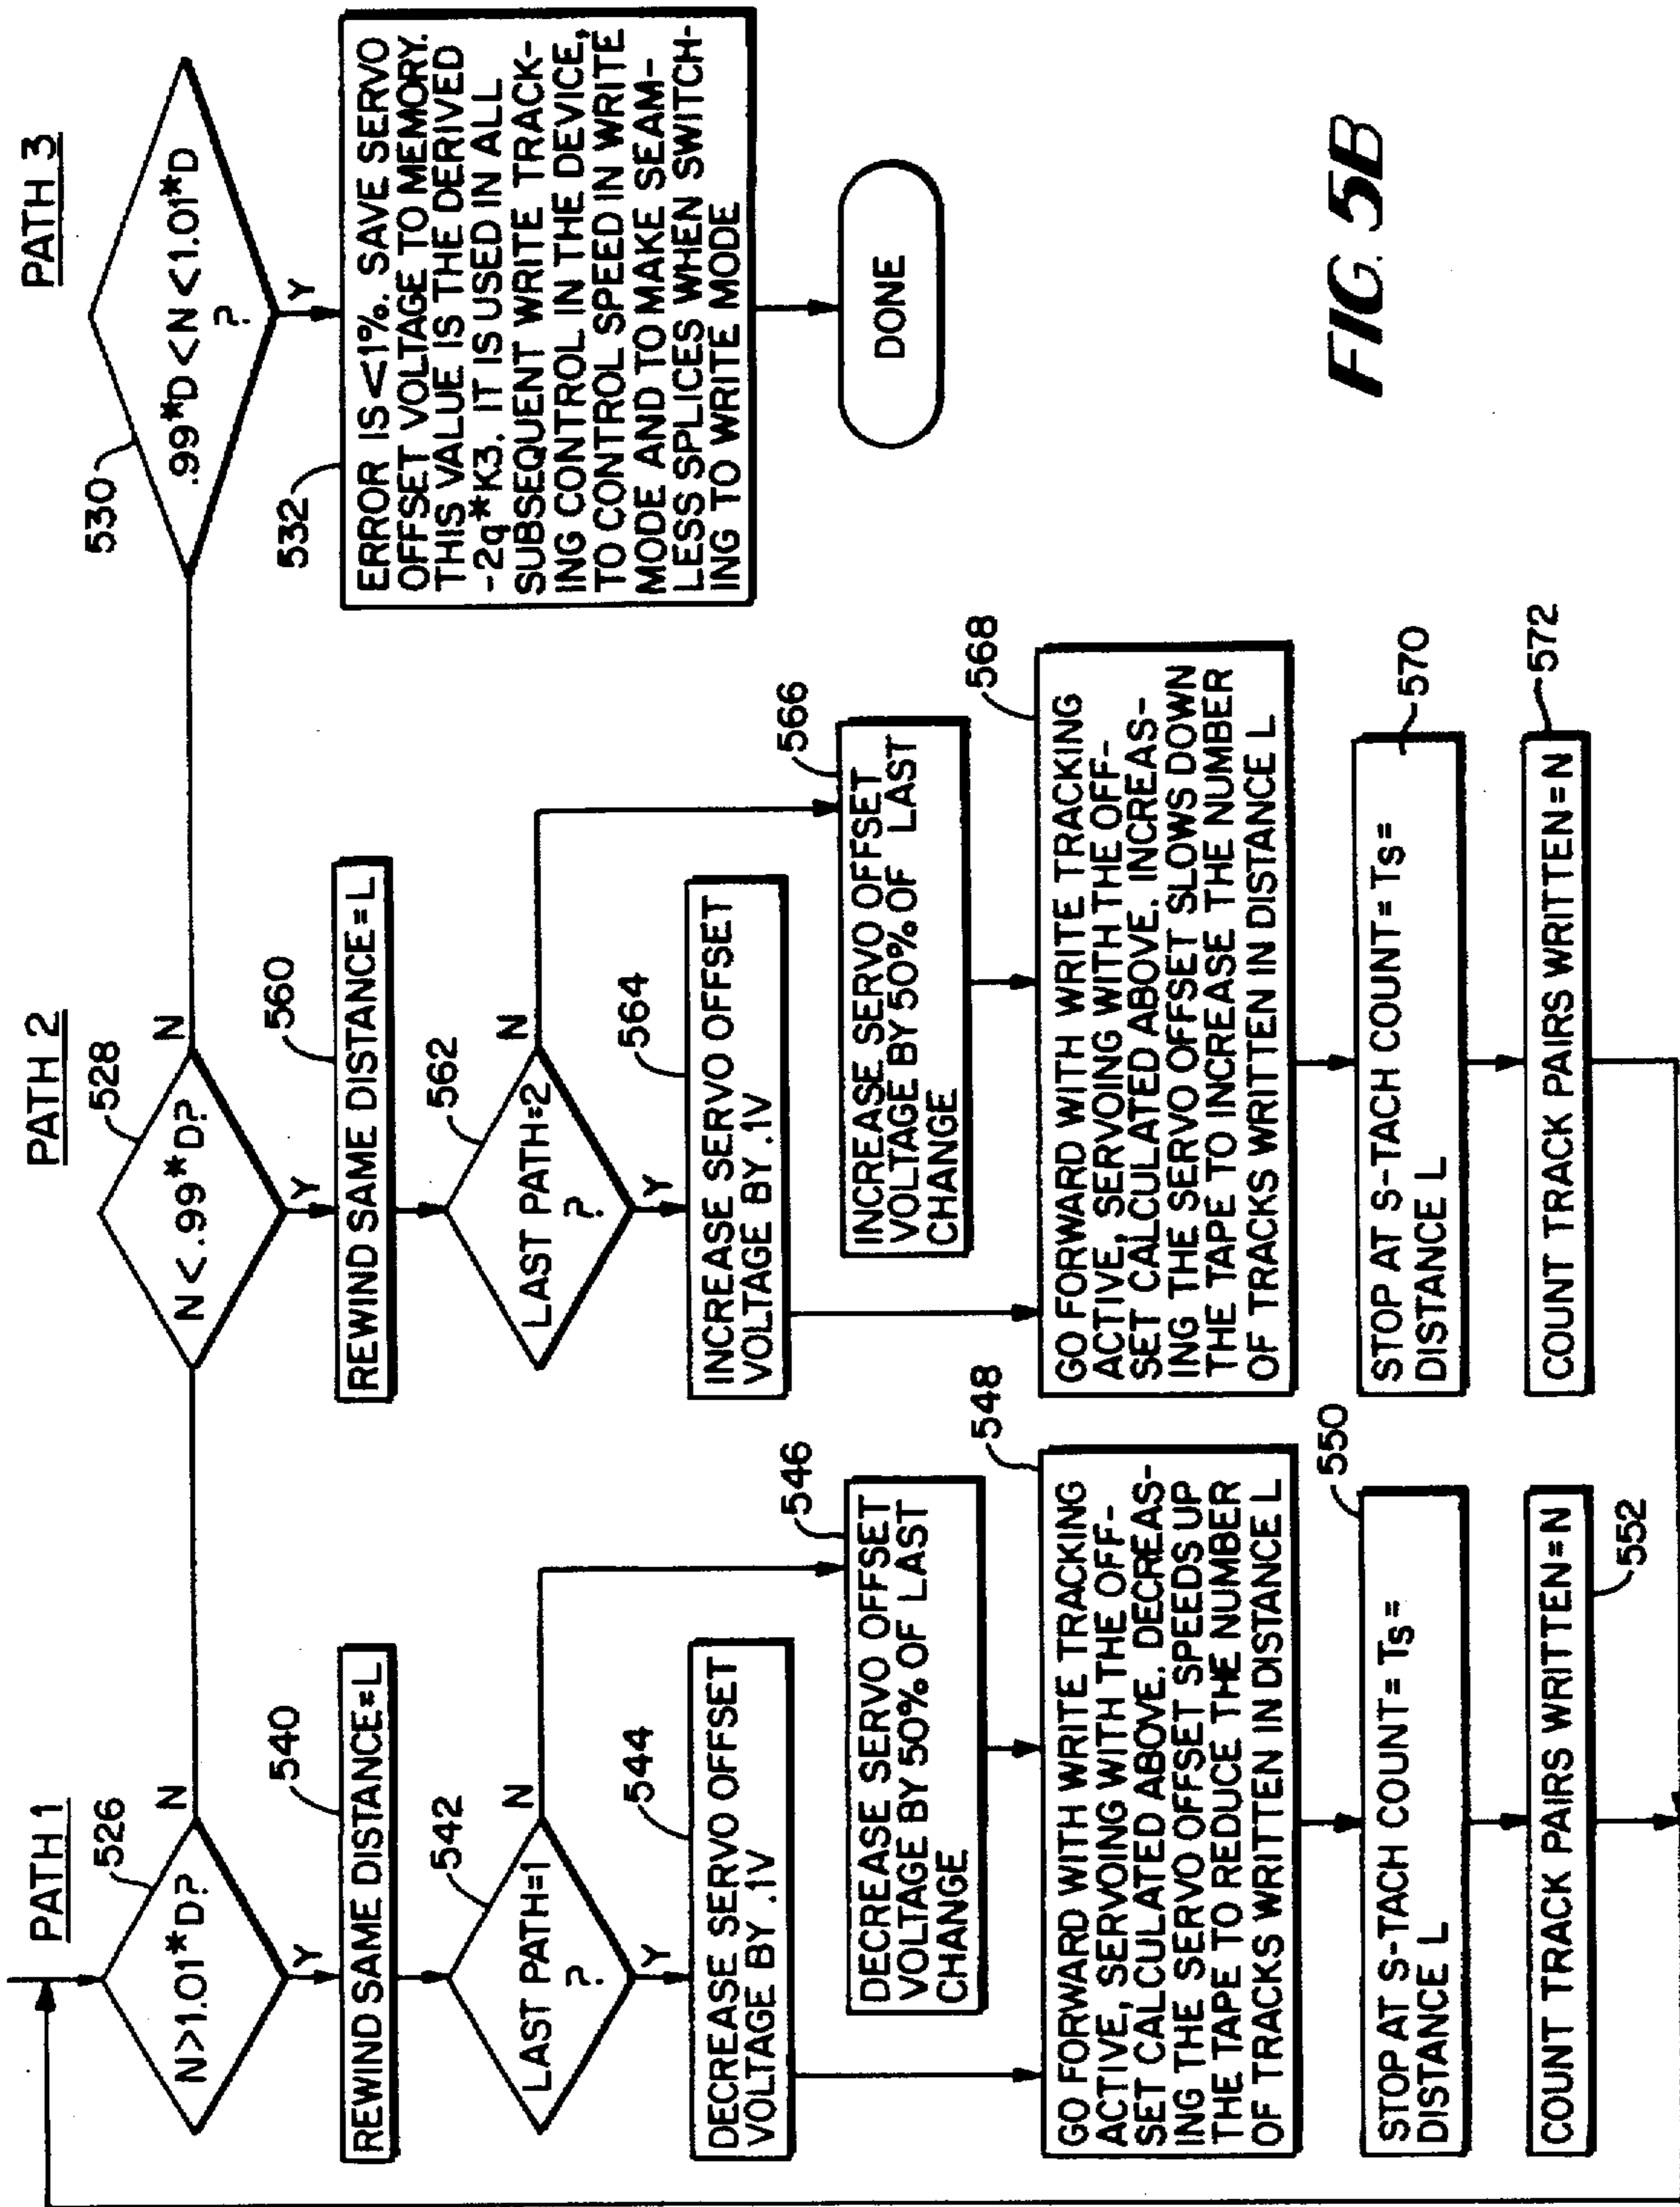 PATH 1
526
N>1.01*D?
N
Y
540
REWIND SAME DISTANCE=L
542
LAST PATH=1
?
N
Y
544
DECREASE SERVO OFFSET
VOLTAGE BY .1V
546
DECREASE SERVO OFFSET
VOLTAGE BY 50% OF LAST
CHANGE
548
GO FORWARD WITH WRITE TRACKING
ACTIVE, SERVOING WITH THE OFF-
SET CALCULATED ABOVE. DECREAS-
ING THE SERVO OFFSET SPEEDS UP
THE TAPE TO REDUCE THE NUMBER
OF TRACKS WRITTEN IN DISTANCE L
550
STOP AT S-TACH COUNT= Ts=
DISTANCE L
COUNT TRACK PAIRS WRITTEN=N
552
PATH 2
528
N<.99*D?
N
Y
560
REWIND SAME DISTANCE=L
562
LAST PATH=2
?
N
Y
564
INCREASE SERVO OFFSET
VOLTAGE BY .1V
566
INCREASE SERVO OFFSET
VOLTAGE BY 50% OF LAST
CHANGE
568
GO FORWARD WITH WRITE TRACKING
ACTIVE, SERVOING WITH THE OFF-
SET CALCULATED ABOVE. INCREAS-
ING THE SERVO OFFSET SLOWS DOWN
THE TAPE TO INCREASE THE NUMBER
OF TRACKS WRITTEN IN DISTANCE L
STOP AT S-TACH COUNT= Ts=
DISTANCE L
570
COUNT TRACK PAIRS WRITTEN=N
572
PATH 3
530
.99*D<N<1.01*D
?
Y
532
ERROR IS <1%. SAVE SERVO
OFFSET VOLTAGE TO MEMORY.
THIS VALUE IS THE DERIVED
-2q*K3. IT IS USED IN ALL
SUBSEQUENT WRITE TRACK-
ING CONTROL IN THE DEVICE,
TO CONTROL SPEED IN WRITE
MODE AND TO MAKE SEAM-
LESS SPLICES WHEN SWITCH-
ING TO WRITE MODE
DONE
FIG. 5B